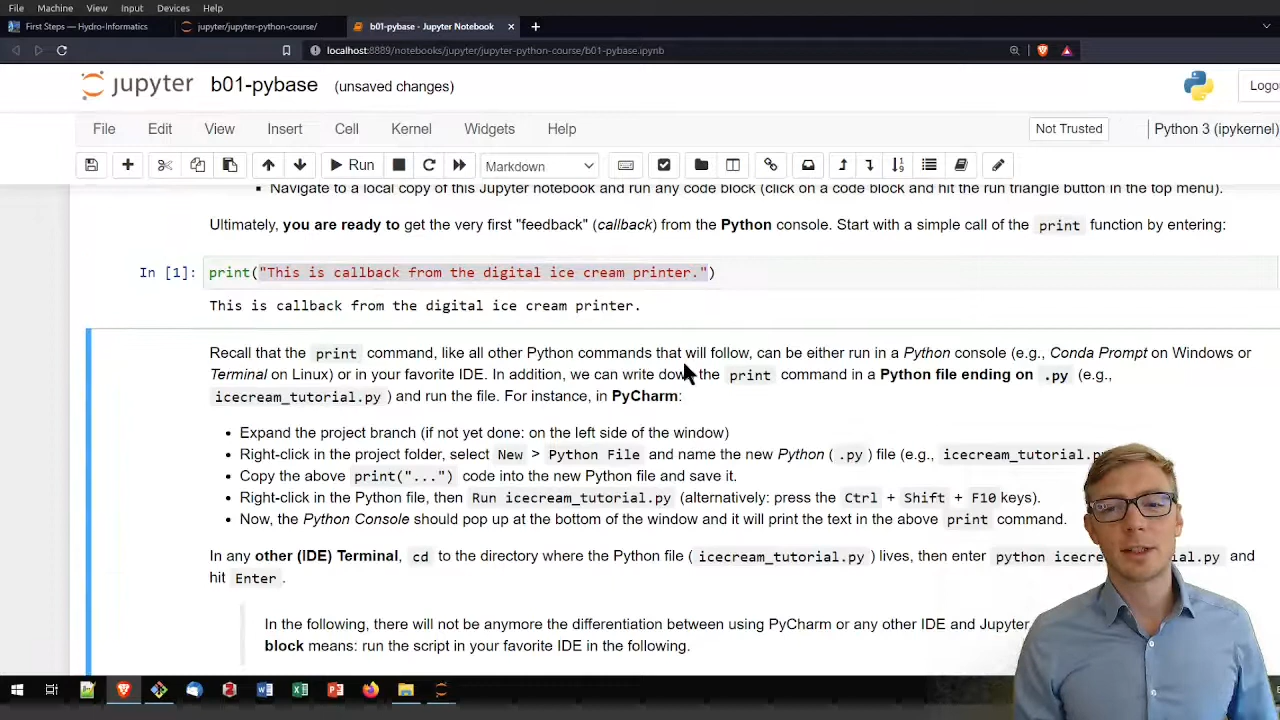 File Machine View Input Devices Help
First Steps — Hydro-Informatics jupyter/jupyter-python-course/ b01-pybase - Jupyter Notebook
localhost:8889/notebooks/jupyter/jupyter-python-course/b01-pybase.ipynb
jupyter b01-pybase (unsaved changes) Logo
File Edit View Insert Cell Kernel Widgets Help Not Trusted Python 3 (ipykernel)
Run Markdown
Navigate to a local copy of this Jupyter notebook and run any code block (click on a code block and hit the run triangle button in the top menu).
Ultimately, you are ready to get the very first "feedback" (callback) from the Python console. Start with a simple call of the print function by entering:
In [1]: print("This is callback from the digital ice cream printer.")
This is callback from the digital ice cream printer.
Recall that the print command, like all other Python commands that will follow, can be either run in a Python console (e.g., Conda Prompt on Windows or
Terminal on Linux) or in your favorite IDE. In addition, we can write down the print command in a Python file ending on .py (e.g.,
icecream_tutorial.py ) and run the file. For instance, in PyCharm:
• Expand the project branch (if not yet done: on the left side of the window)
• Right-click in the project folder, select New > Python File and name the new Python ( .py ) file (e.g., icecream_tutorial.py
• Copy the above print("...") code into the new Python file and save it.
• Right-click in the Python file, then Run icecream_tutorial.py (alternatively: press the Ctrl + Shift + F10 keys).
• Now, the Python Console should pop up at the bottom of the window and it will print the text in the above print command.
In any other (IDE) Terminal, cd to the directory where the Python file ( icecream_tutorial.py ) lives, then enter python icecre ial.py and
hit Enter .
In the following, there will not be anymore the differentiation between using PyCharm or any other IDE and Jupyter.
block means: run the script in your favorite IDE in the following.